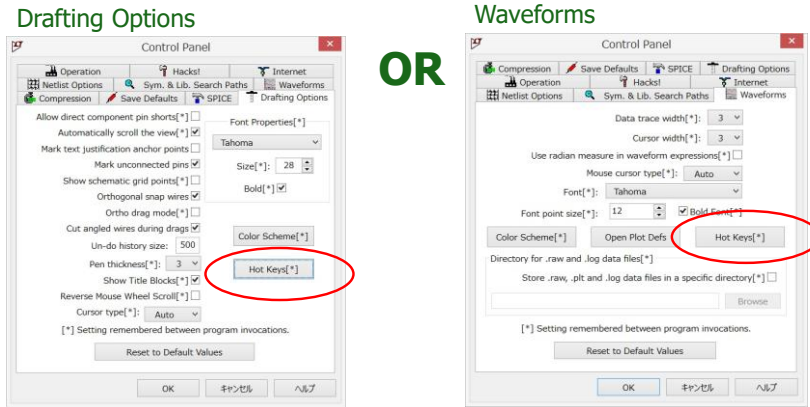 Drafting Options
Control Panel
Operation Hacks! Internet
Netlist Options Sym. & Lib. Search Paths Waveforms
Compression Save Defaults SPICE Drafting Options
Allow direct component pin shorts[*]
Automatically scroll the view[*]
Mark text justification anchor points
Mark unconnected pins
Show schematic grid points[*]
Orthogonal snap wires
Ortho drag mode[*]
Cut angled wires during drags
Un-do history size: 500
Pen thickness[*]: 3
Show Title Blocks[*]
Reverse Mouse Wheel Scroll[*]
Cursor type[*]: Auto
Font Properties[*]
Tahoma
Size[*]: 28
Bold[*]
Color Scheme[*]
Hot Keys[*]
[*] Setting remembered between program invocations.
Reset to Default Values
OK キャンセル ヘルプ
OR
Waveforms
Control Panel
Compression Save Defaults SPICE Drafting Options
Operation Hacks! Internet
Netlist Options Sym. & Lib. Search Paths Waveforms
Data trace width[*]: 3
Cursor width[*]: 3
Use radian measure in waveform expressions[*]
Mouse cursor type[*]: Auto
Font[*]: Tahoma
Font point size[*]: 12 Bold Font[*]
Color Scheme[*] Open Plot Defs Hot Keys[*]
Directory for .raw and .log data files[*]
Store .raw, .plt and .log data files in a specific directory[*]
Browse
[*] Setting remembered between program invocations.
Reset to Default Values
OK キャンセル ヘルプ